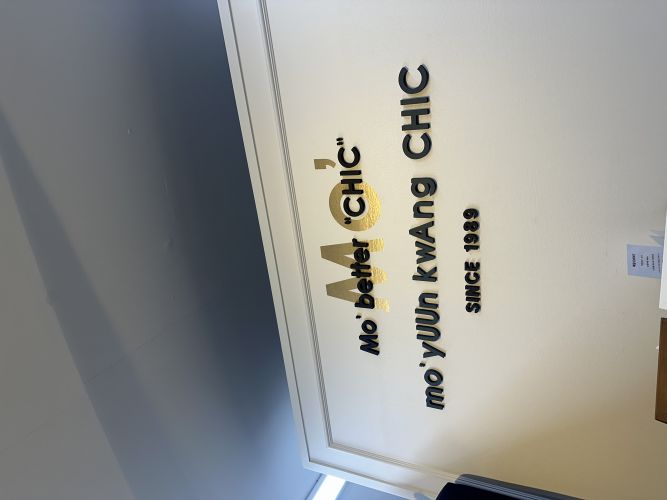 Mo'
Mo' better "CHIC"
mo' yUUn kwAng CHIC
SINCE 1989